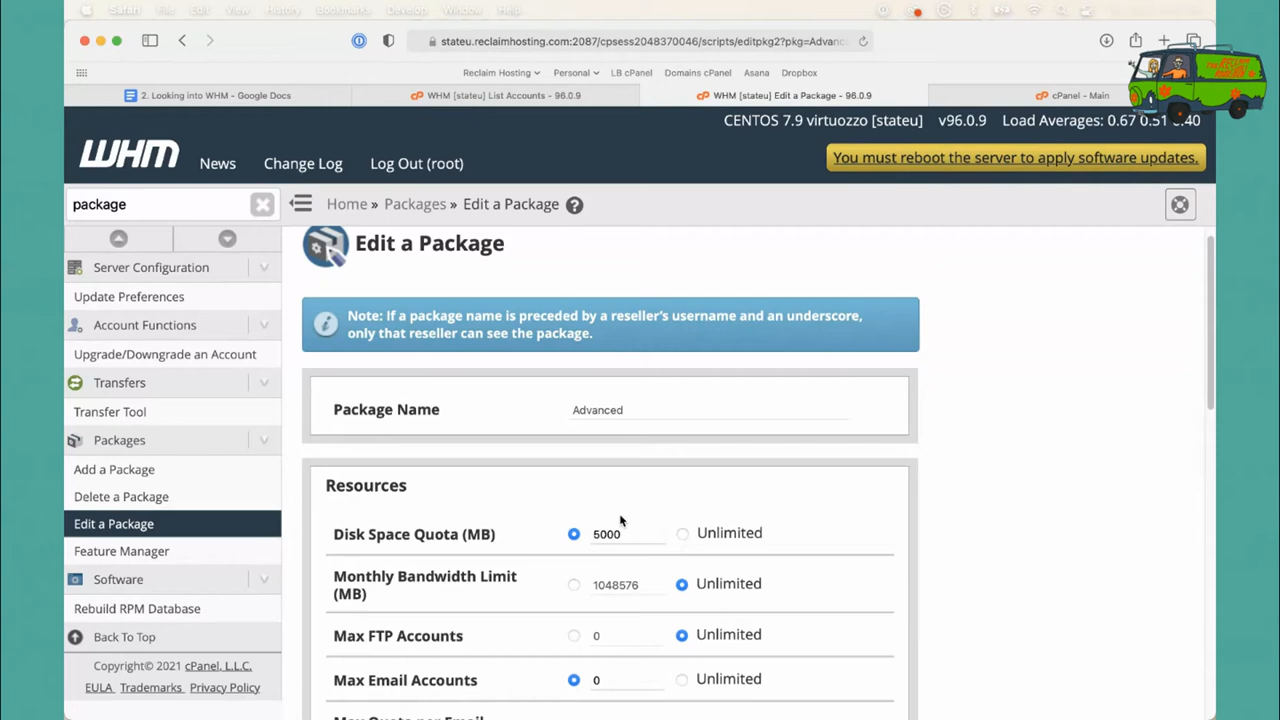 Safari File Edit View History Bookmarks Develop Window Help
stateu.reclaimhosting.com:2087/cpsess2048370046/scripts/editpkg2?pkg=Advan
Reclaim Hosting Personal LB cPanel Domains cPanel Asana Dropbox
2. Looking into WHM - Google Docs
WHM [stateu] List Accounts - 96.0.9
WHM [stateu] Edit a Package - 96.0.9
cPanel - Main
CENTOS 7.9 virtuozzo [stateu] v96.0.9 Load Averages: 0.67 0.51 0.40
WHM News Change Log Log Out (root)
You must reboot the server to apply software updates.
package
Home » Packages » Edit a Package
Server Configuration
Update Preferences
Account Functions
Upgrade/Downgrade an Account
Transfers
Transfer Tool
Packages
Add a Package
Delete a Package
Edit a Package
Feature Manager
Software
Rebuild RPM Database
Back To Top
Copyright© 2021 cPanel, L.L.C.
EULA Trademarks Privacy Policy
Edit a Package
Note: If a package name is preceded by a reseller's username and an underscore,
only that reseller can see the package.
Package Name Advanced
Resources
Disk Space Quota (MB) 5000 Unlimited
Monthly Bandwidth Limit
(MB) 1048576 Unlimited
Max FTP Accounts 0 Unlimited
Max Email Accounts 0 Unlimited
Max Quota per Email